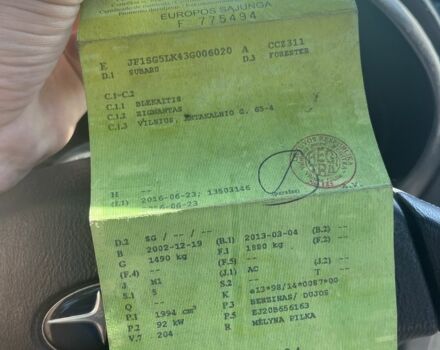 EUROPOS SĄJUNGA
F 775494
E JF1SG5LK43G006020 A CCZ311
D.1 SUBARU D.3 FORESTER
C.1-C.2
C.1.1 BLEKAITIS
C.1.2 ZIGMANTAS
C.1.3 VILNIUS, ANTAKALNIO G. 65-4
H --
(I.1) 2016-06-23; 13503146
2016-06-23
A.V.
D.2 SG / -- / --
B 2002-12-19 (B.1) 2013-03-04 (B.2) --
G 1490 kg F.1 1880 kg (F.2) --
(F.4) -- (F.5) -- (J.2) --
J M1 (J.1) AC T --
S.1 5 S.2 --
Q -- K e13*98/14*0087*00
P.1 1994 cm³ P.3 BENZINAS/ DUJOS
P.2 92 kW P.5 EJ20B656163
V.7 204 R MĖLYNA PILKA